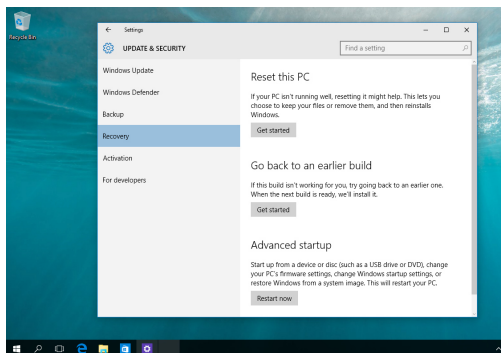 Recycle Bin
Settings
UPDATE & SECURITY
Find a setting
Windows Update
Windows Defender
Backup
Recovery
Activation
For developers
Reset this PC
If your PC isn't running well, resetting it might help. This lets you
choose to keep your files or remove them, and then reinstalls
Windows.
Get started
Go back to an earlier build
If this build isn't working for you, try going back to an earlier one.
When the next build is ready, we'll install it.
Get started
Advanced startup
Start up from a device or disc (such as a USB drive or DVD), change
your PC's firmware settings, change Windows startup settings, or
restore Windows from a system image. This will restart your PC.
Restart now